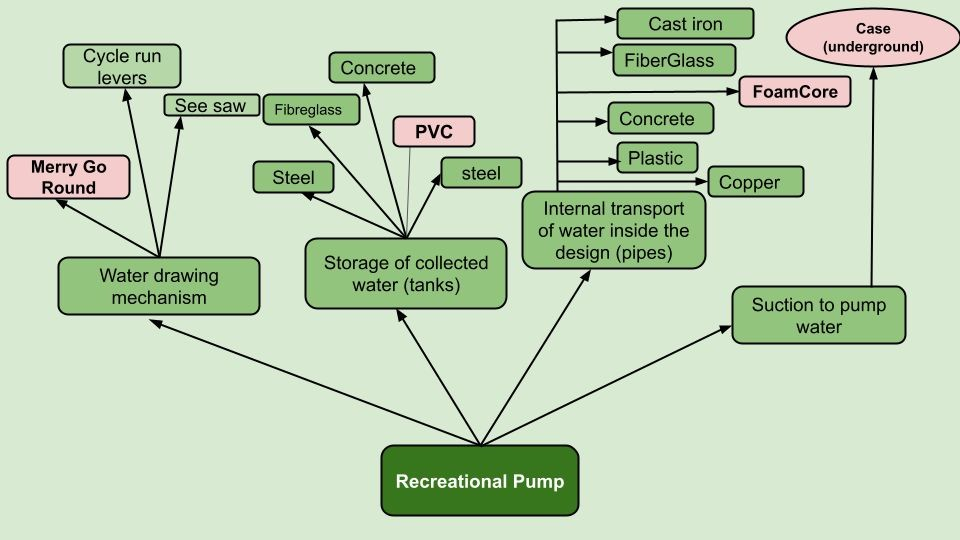 Cast iron
Case
(underground)
Cycle run
levers
Concrete
FiberGlass
FoamCore
See saw
Fibreglass
Concrete
PVC
Plastic
Merry Go
Round
Steel
steel
Copper
Internal transport
of water inside the
design (pipes)
Water drawing
mechanism
Storage of collected
water (tanks)
Suction to pump
water
Recreational Pump